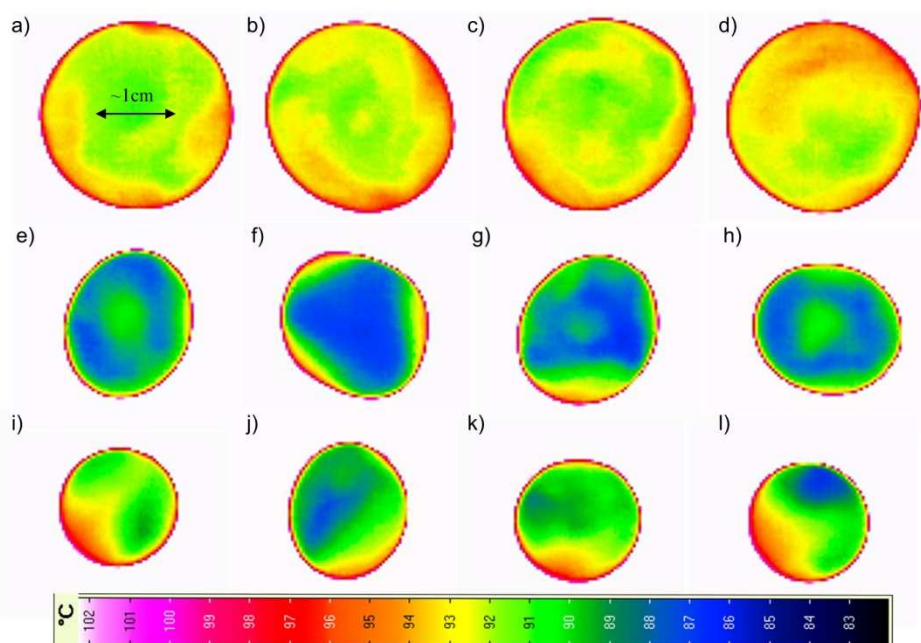 a) b) c) d)
~1cm
e) f) g) h)
i) j) k) l)
°C 102 101 100 99 98 97 96 95 94 93 92 91 90 89 88 87 86 85 84 83